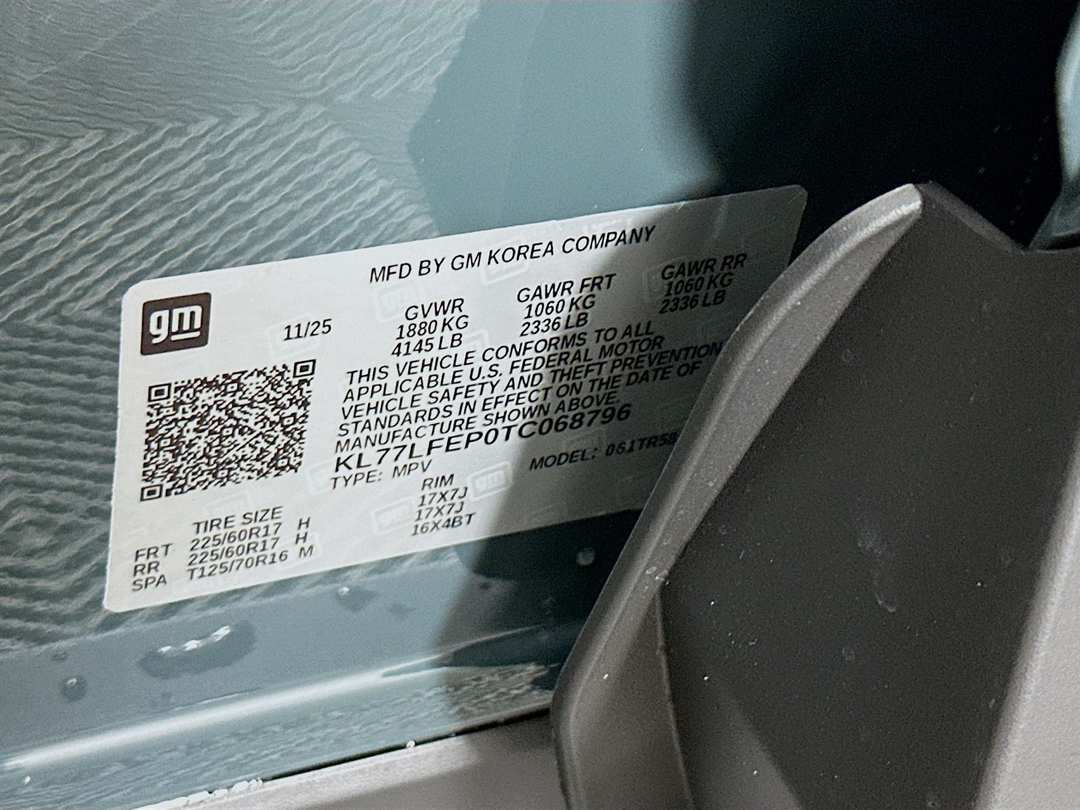 MFD BY GM KOREA COMPANY
gm
11/25
GVWR GAWR FRT GAWR RR
1880 KG 1060 KG 1060 KG
4145 LB 2336 LB 2336 LB
THIS VEHICLE CONFORMS TO ALL
APPLICABLE U.S. FEDERAL MOTOR
VEHICLE SAFETY AND THEFT PREVENTION
STANDARDS IN EFFECT ON THE DATE OF
MANUFACTURE SHOWN ABOVE.
KL77LFEP0TC068796
TYPE: MPV MODEL: 061TR58
TIRE SIZE RIM
FRT 225/60R17 H 17X7J
RR 225/60R17 H 17X7J
SPA T125/70R16 M 16X4BT